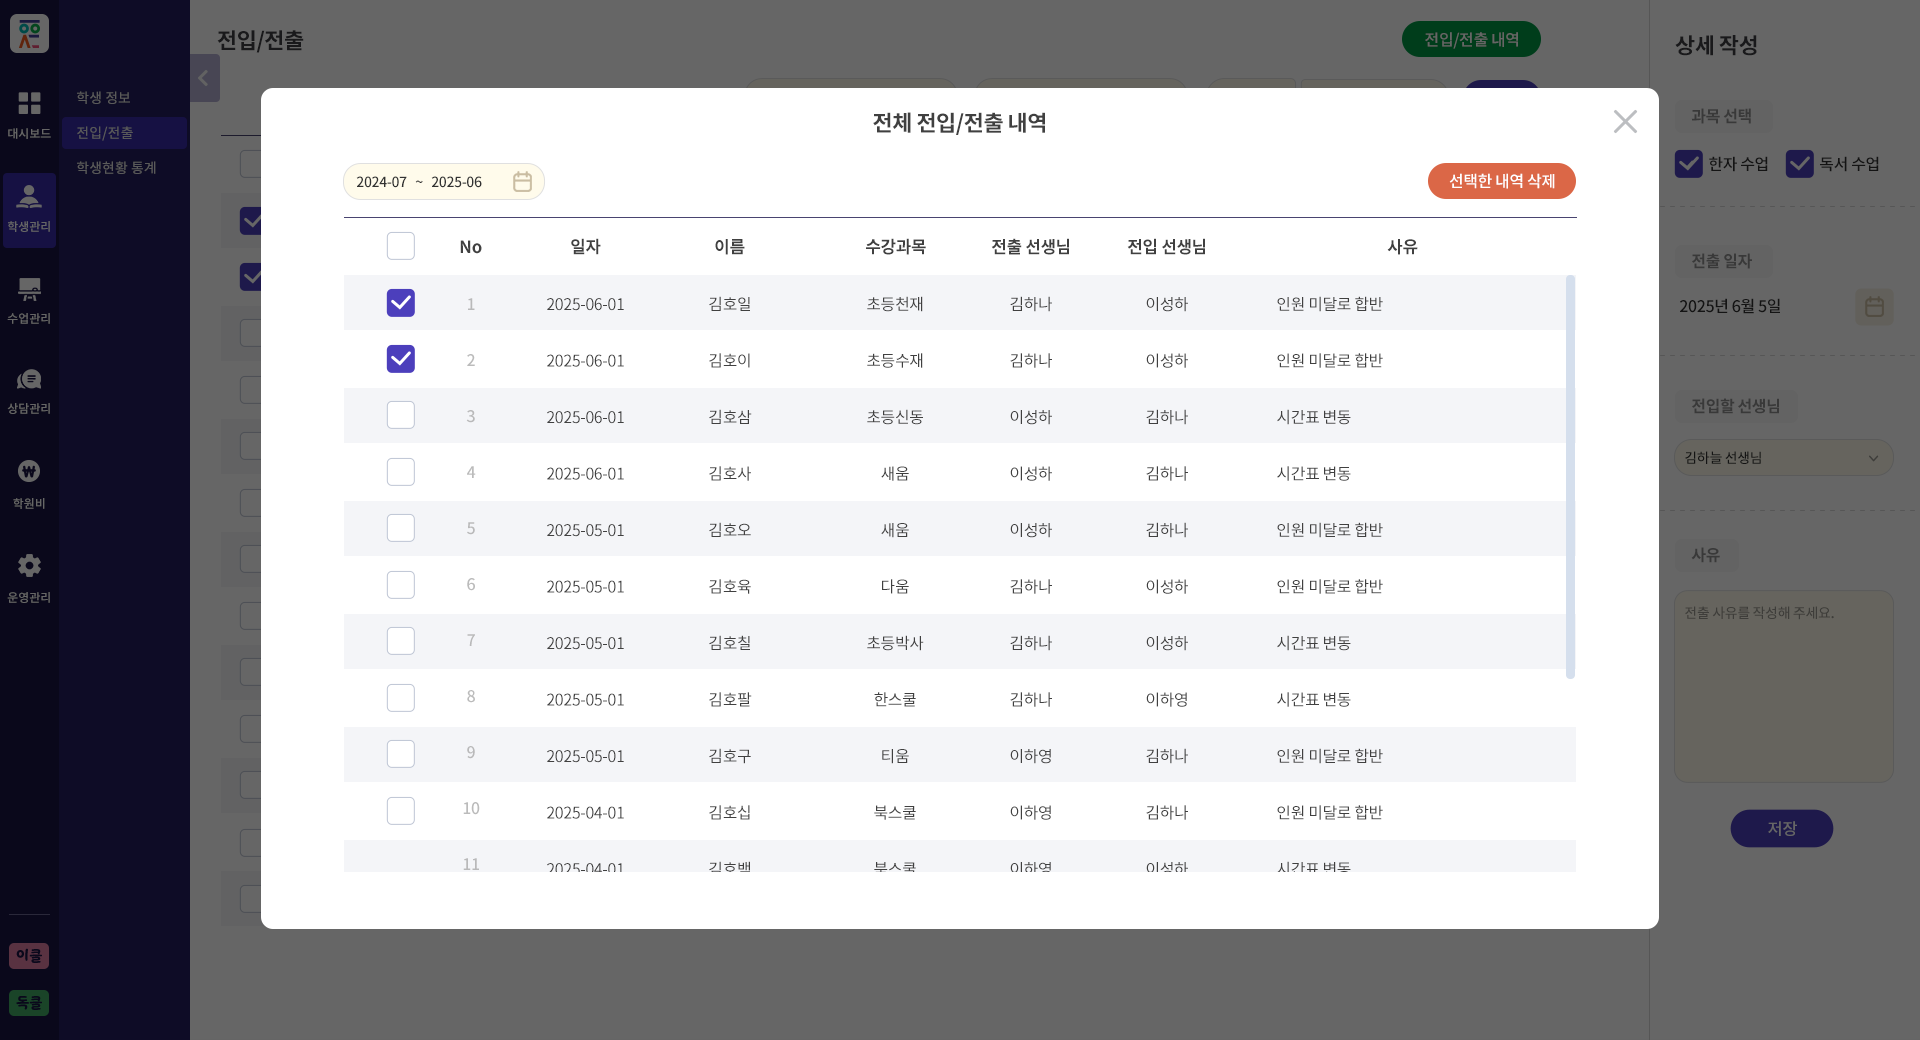 전입/전출
전입/전출 내역
상세 작성
대시보드
학생관리
수업관리
상담관리
학원비
운영관리
이클
독클
학생 정보
전입/전출
학생현황 통계
전체 전입/전출 내역
2024-07 ~ 2025-06
선택한 내역 삭제
No 일자 이름 수강과목 전출 선생님 전입 선생님 사유
1 2025-06-01 김호일 초등천재 김하나 이성하 인원 미달로 합반
2 2025-06-01 김호이 초등수재 김하나 이성하 인원 미달로 합반
3 2025-06-01 김호삼 초등신동 이성하 김하나 시간표 변동
4 2025-06-01 김호사 새움 이성하 김하나 시간표 변동
5 2025-05-01 김호오 새움 이성하 김하나 인원 미달로 합반
6 2025-05-01 김호육 다움 김하나 이성하 인원 미달로 합반
7 2025-05-01 김호칠 초등박사 김하나 이성하 시간표 변동
8 2025-05-01 김호팔 한스쿨 김하나 이하영 시간표 변동
9 2025-05-01 김호구 티움 이하영 김하나 인원 미달로 합반
10 2025-04-01 김호십 북스쿨 이하영 김하나 인원 미달로 합반
11 2025-04-01 김호백 북스쿨 이하영 이성하 시간표 변동
과목 선택
한자 수업 독서 수업
전출 일자
2025년 6월 5일
전입할 선생님
김하늘 선생님
사유
전출 사유를 작성해 주세요.
저장